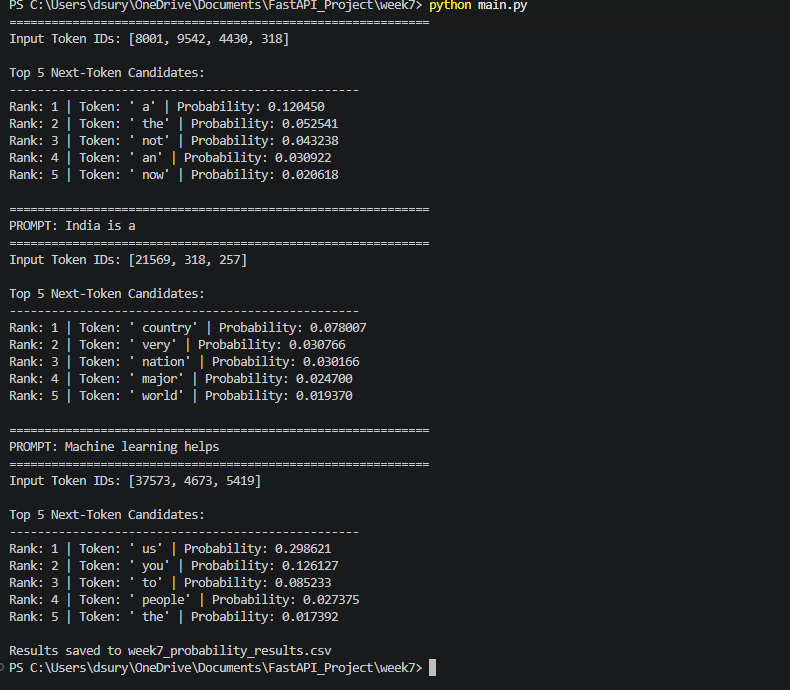 PS C:\Users\dsury\OneDrive\Documents\FastAPI_Project\week7> python main.py
============================================================
Input Token IDs: [8001, 9542, 4430, 318]
Top 5 Next-Token Candidates:
--------------------------------------------------
Rank: 1 | Token: ' a' | Probability: 0.120450
Rank: 2 | Token: ' the' | Probability: 0.052541
Rank: 3 | Token: ' not' | Probability: 0.043238
Rank: 4 | Token: ' an' | Probability: 0.030922
Rank: 5 | Token: ' now' | Probability: 0.020618
============================================================
PROMPT: India is a
============================================================
Input Token IDs: [21569, 318, 257]
Top 5 Next-Token Candidates:
--------------------------------------------------
Rank: 1 | Token: ' country' | Probability: 0.078007
Rank: 2 | Token: ' very' | Probability: 0.030766
Rank: 3 | Token: ' nation' | Probability: 0.030166
Rank: 4 | Token: ' major' | Probability: 0.024700
Rank: 5 | Token: ' world' | Probability: 0.019370
============================================================
PROMPT: Machine learning helps
============================================================
Input Token IDs: [37573, 4673, 5419]
Top 5 Next-Token Candidates:
--------------------------------------------------
Rank: 1 | Token: ' us' | Probability: 0.298621
Rank: 2 | Token: ' you' | Probability: 0.126127
Rank: 3 | Token: ' to' | Probability: 0.085233
Rank: 4 | Token: ' people' | Probability: 0.027375
Rank: 5 | Token: ' the' | Probability: 0.017392
Results saved to week7_probability_results.csv
PS C:\Users\dsury\OneDrive\Documents\FastAPI_Project\week7>